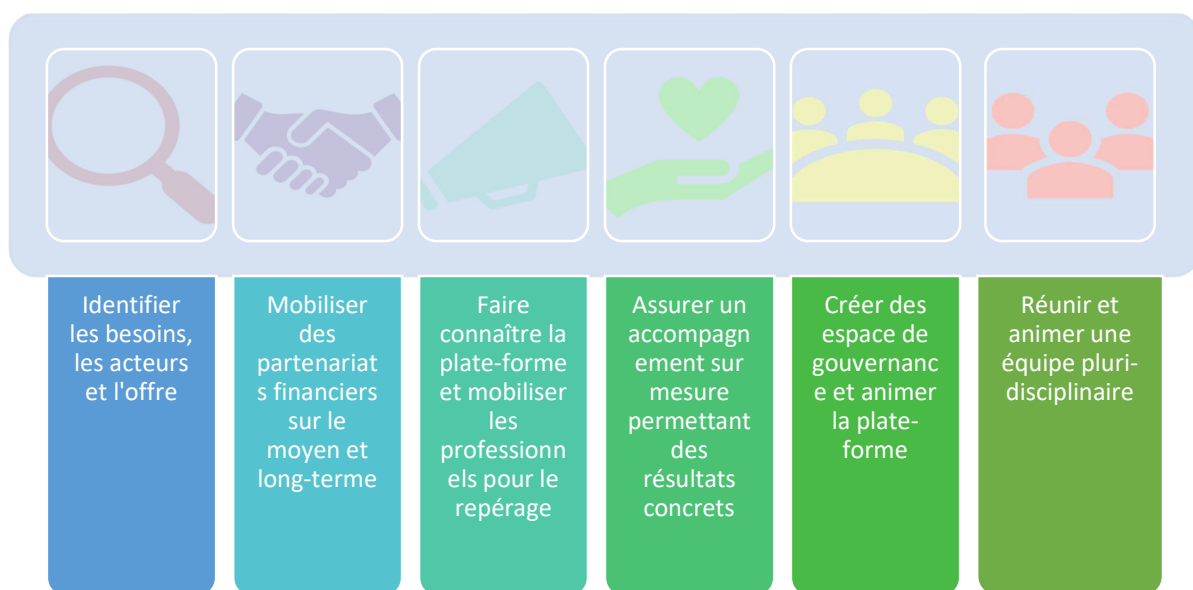 Identifier
les besoins,
les acteurs
et l'offre
Mobiliser
des
partenariat
s financiers
sur le
moyen et
long-terme
Faire
connaître la
plate-forme
et mobiliser
les
professionn
els pour le
repérage
Assurer un
accompagn
ement sur
mesure
permettant
des
résultats
concrets
Créer des
espace de
gouvernanc
e et animer
la plate-
forme
Réunir et
animer une
équipe pluri-
disciplinaire